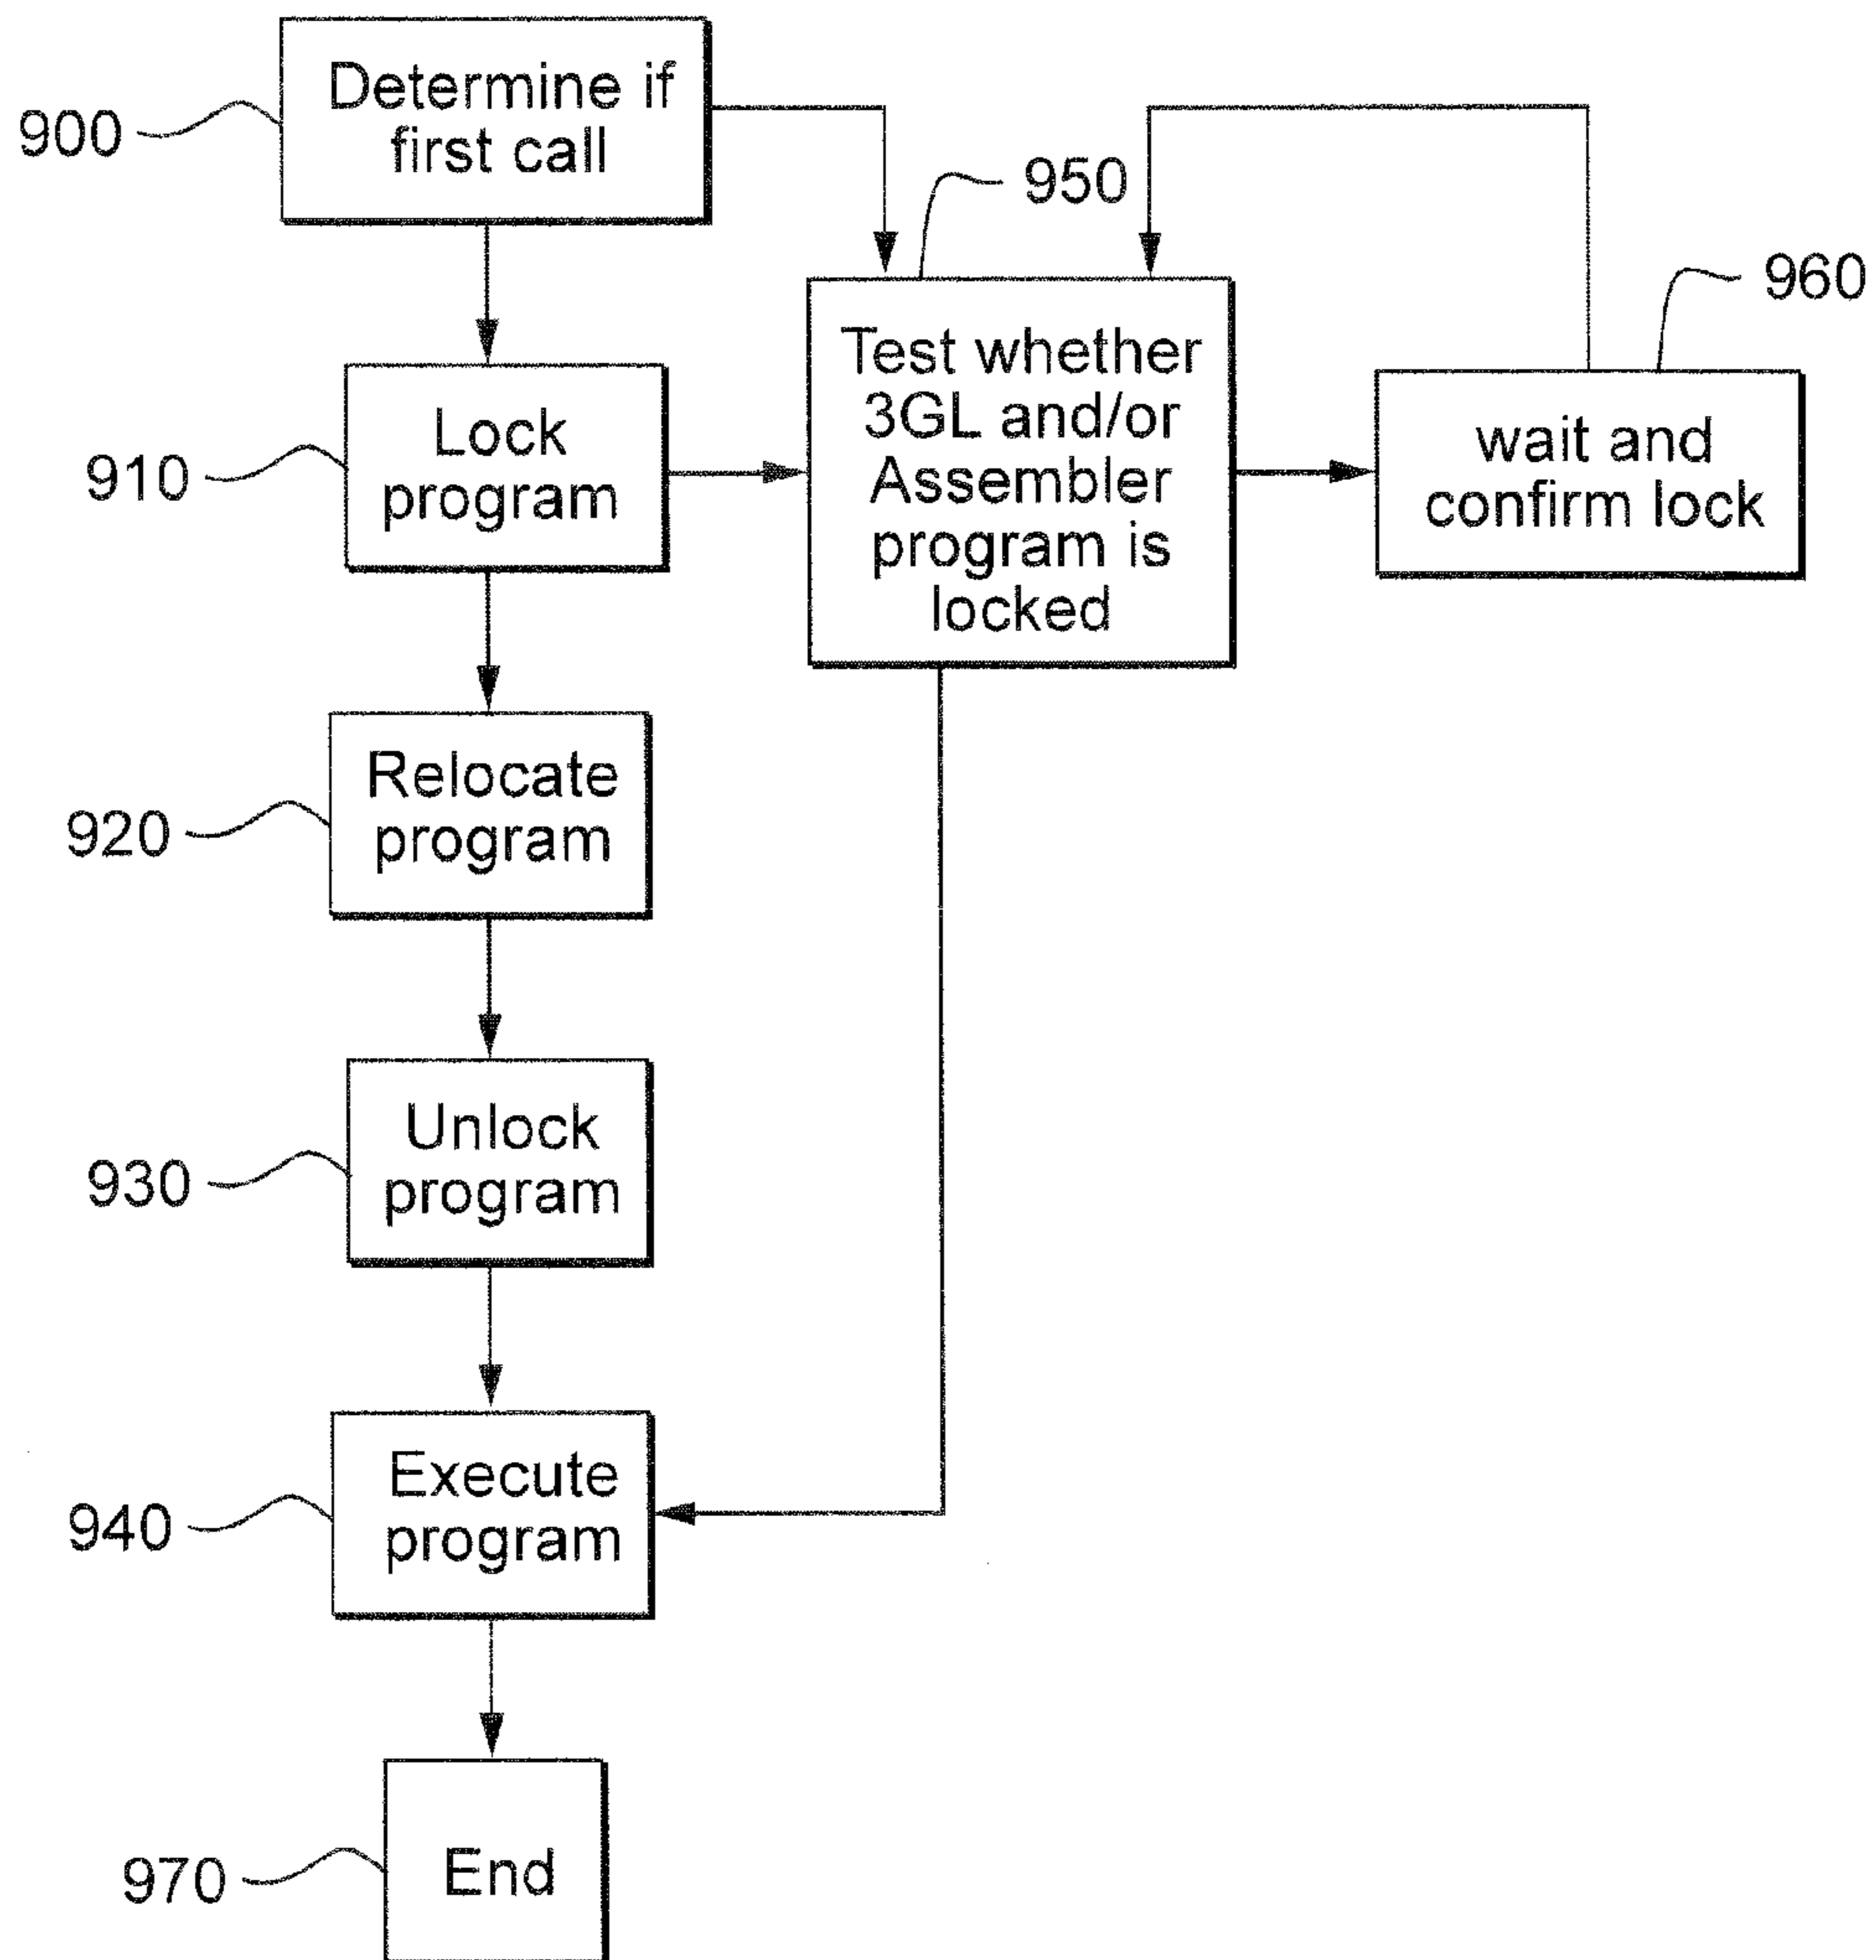 900
Determine if
first call
950
960
910
Lock
program
Test whether
3GL and/or
Assembler
program is
locked
wait and
confirm lock
920
Relocate
program
930
Unlock
program
940
Execute
program
970
End